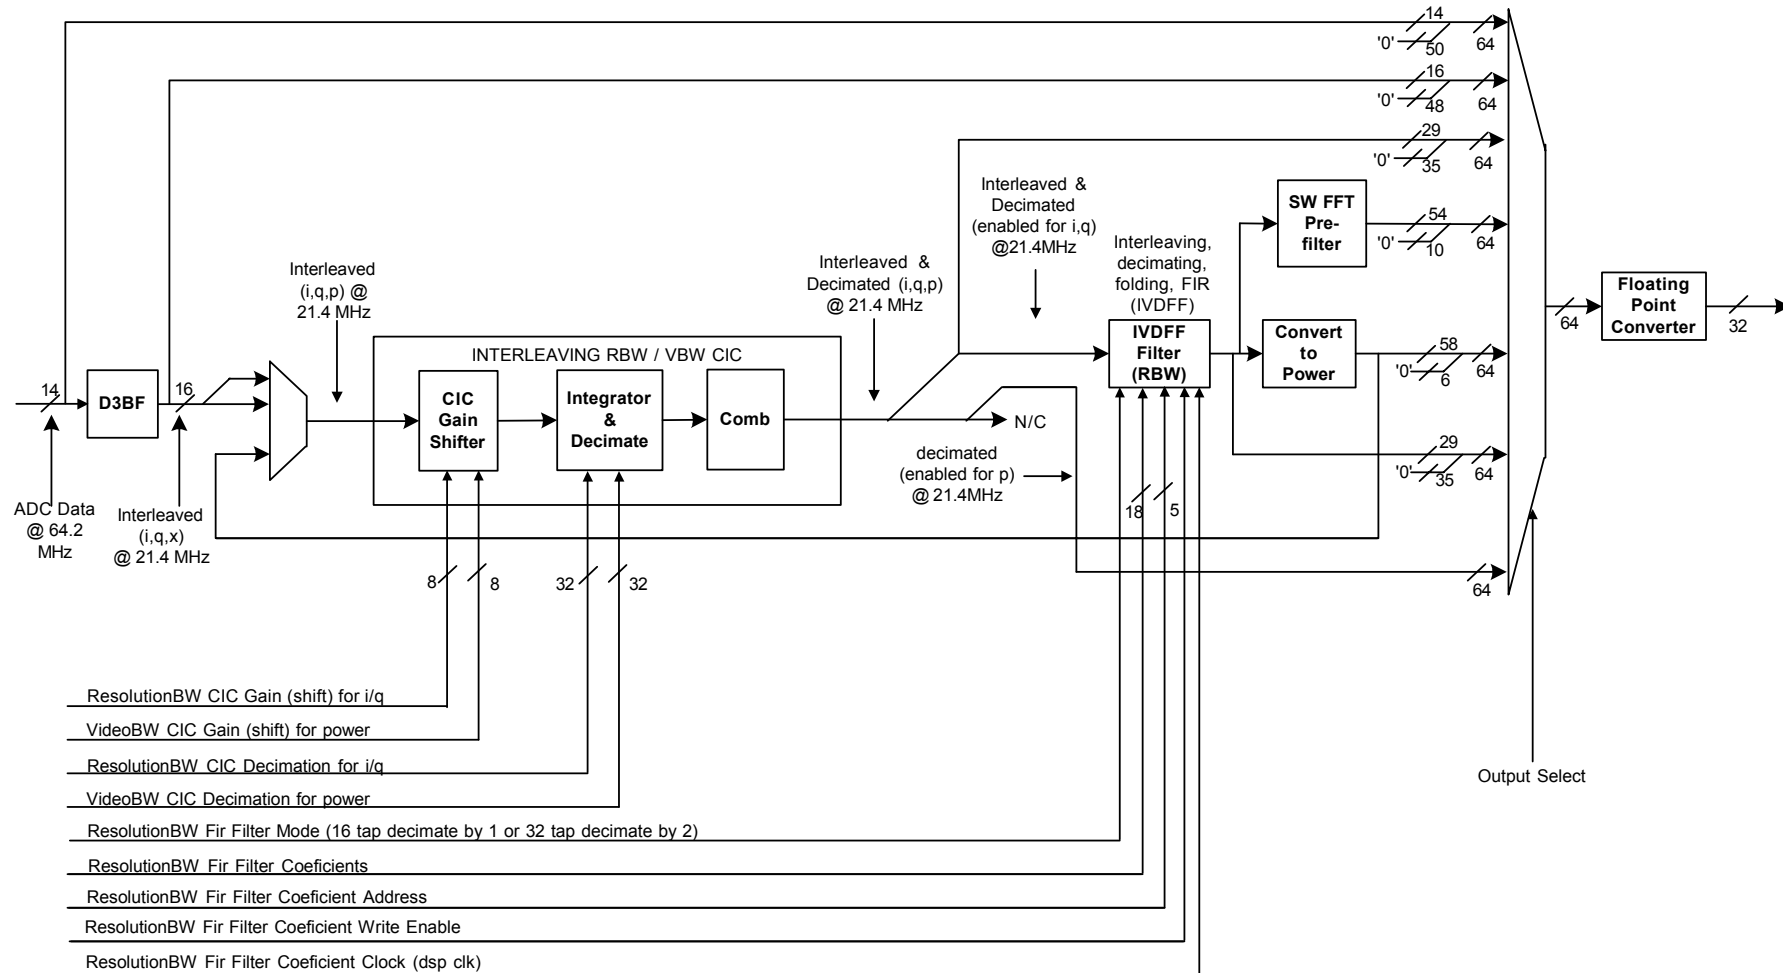 14
'0'
50
64
16
'0'
48
64
29
'0'
35
64
Interleaved &
Decimated
(enabled for i,q)
@21.4MHz
SW FFT
Pre-
filter
54
'0'
10
64
Interleaved
(i,q,p) @
21.4 MHz
Interleaved &
Decimated (i,q,p)
@ 21.4 MHz
Interleaving,
decimating,
folding, FIR
(IVDFF)
IVDFF
Filter
(RBW)
Convert
to
Power
58
'0'
6
64
64
Floating
Point
Converter
32
INTERLEAVING RBW / VBW CIC
14
D3BF
16
CIC
Gain
Shifter
Integrator
&
Decimate
Comb
N/C
decimated
(enabled for p)
@ 21.4MHz
29
'0'
35
64
18
5
ADC Data
@ 64.2
MHz
Interleaved
(i,q,x)
@ 21.4 MHz
8
8
32
32
64
ResolutionBW CIC Gain (shift) for i/q
VideoBW CIC Gain (shift) for power
ResolutionBW CIC Decimation for i/q
VideoBW CIC Decimation for power
Output Select
ResolutionBW Fir Filter Mode (16 tap decimate by 1 or 32 tap decimate by 2)
ResolutionBW Fir Filter Coeficients
ResolutionBW Fir Filter Coeficient Address
ResolutionBW Fir Filter Coeficient Write Enable
ResolutionBW Fir Filter Coeficient Clock (dsp clk)